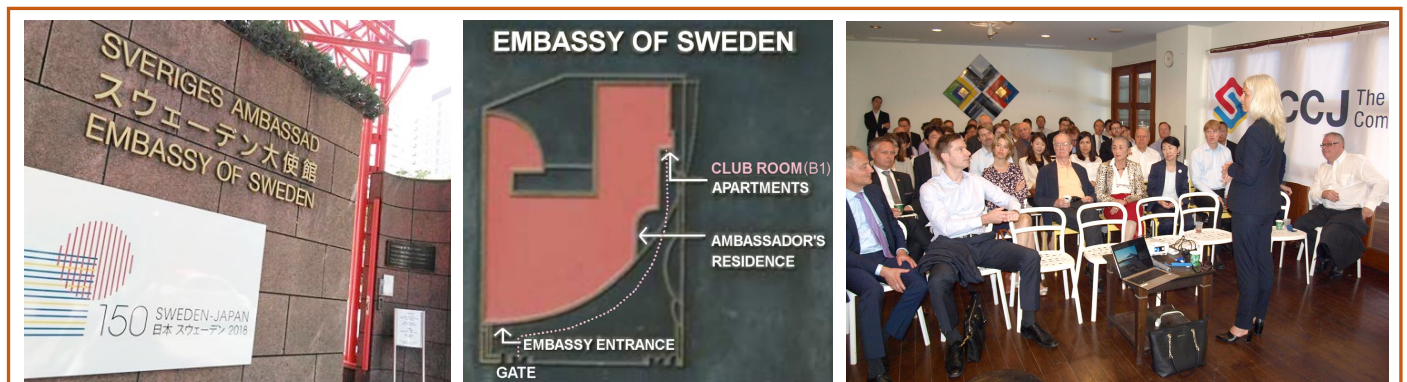 SVERIGES AMBASSAD
スウェーデン大使館
EMBASSY OF SWEDEN
150 SWEDEN-JAPAN
日本 スウェーデン 2018
EMBASSY OF SWEDEN
CLUB ROOM (B1)
APARTMENTS
AMBASSADOR'S
RESIDENCE
EMBASSY ENTRANCE
GATE
CCJ The
Com